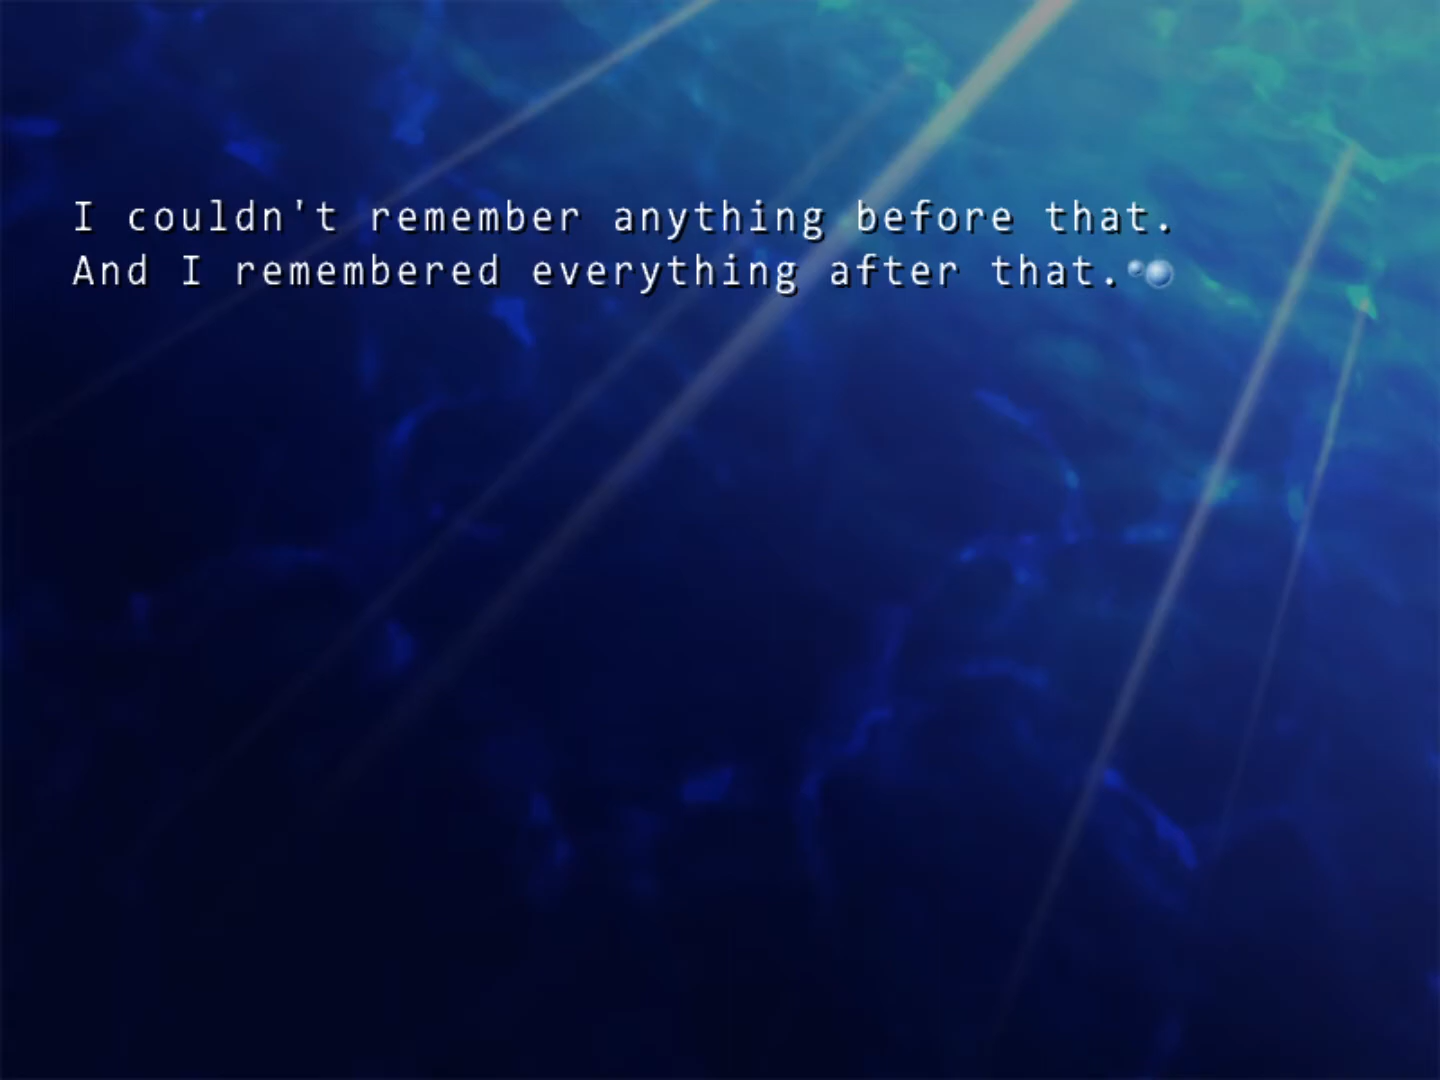 I couldn't remember anything before that.
And I remembered everything after that.